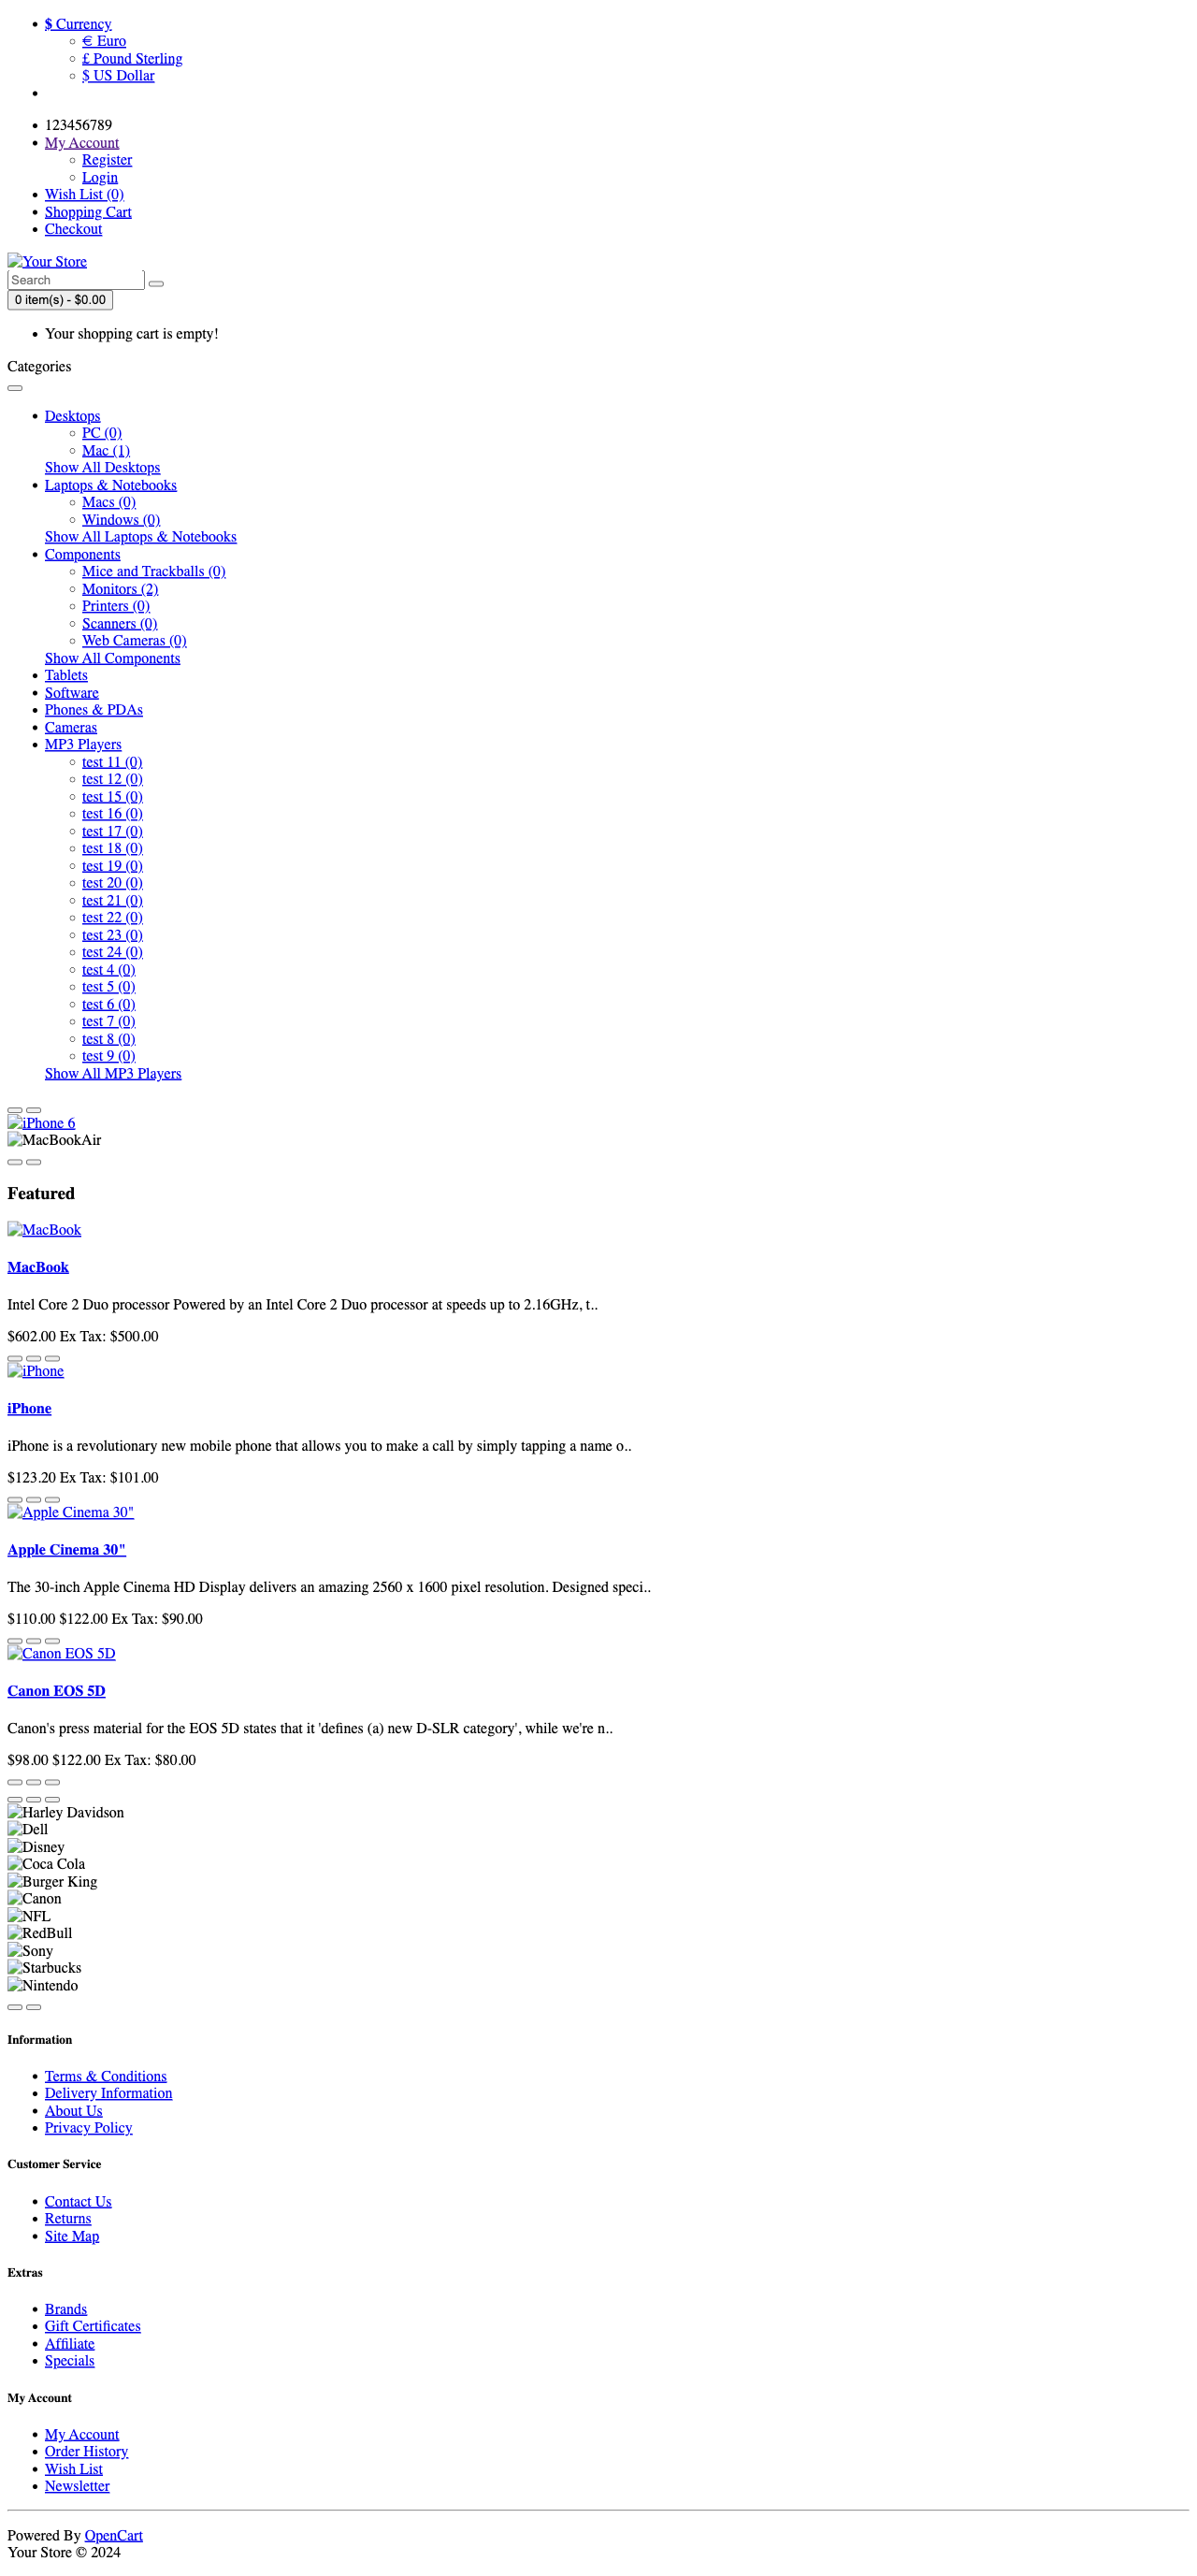 $ Currency
€ Euro
£ Pound Sterling
$ US Dollar
123456789
My Account
Register
Login
Wish List (0)
Shopping Cart
Checkout
Your Store
Search
0 item(s) - $0.00
Your shopping cart is empty!
Categories
Desktops
PC (0)
Mac (1)
Show All Desktops
Laptops & Notebooks
Macs (0)
Windows (0)
Show All Laptops & Notebooks
Components
Mice and Trackballs (0)
Monitors (2)
Printers (0)
Scanners (0)
Web Cameras (0)
Show All Components
Tablets
Software
Phones & PDAs
Cameras
MP3 Players
test 11 (0)
test 12 (0)
test 15 (0)
test 16 (0)
test 17 (0)
test 18 (0)
test 19 (0)
test 20 (0)
test 21 (0)
test 22 (0)
test 23 (0)
test 24 (0)
test 4 (0)
test 5 (0)
test 6 (0)
test 7 (0)
test 8 (0)
test 9 (0)
Show All MP3 Players
iPhone 6
MacBookAir
Featured
MacBook
MacBook
Intel Core 2 Duo processor Powered by an Intel Core 2 Duo processor at speeds up to 2.16GHz, t..
$602.00 Ex Tax: $500.00
iPhone
iPhone
iPhone is a revolutionary new mobile phone that allows you to make a call by simply tapping a name o..
$123.20 Ex Tax: $101.00
Apple Cinema 30"
Apple Cinema 30"
The 30-inch Apple Cinema HD Display delivers an amazing 2560 x 1600 pixel resolution. Designed speci..
$110.00 $122.00 Ex Tax: $90.00
Canon EOS 5D
Canon EOS 5D
Canon's press material for the EOS 5D states that it 'defines (a) new D-SLR category', while we're n..
$98.00 $122.00 Ex Tax: $80.00
Harley Davidson
Dell
Disney
Coca Cola
Burger King
Canon
NFL
RedBull
Sony
Starbucks
Nintendo
Information
Terms & Conditions
Delivery Information
About Us
Privacy Policy
Customer Service
Contact Us
Returns
Site Map
Extras
Brands
Gift Certificates
Affiliate
Specials
My Account
My Account
Order History
Wish List
Newsletter
Powered By OpenCart
Your Store © 2024